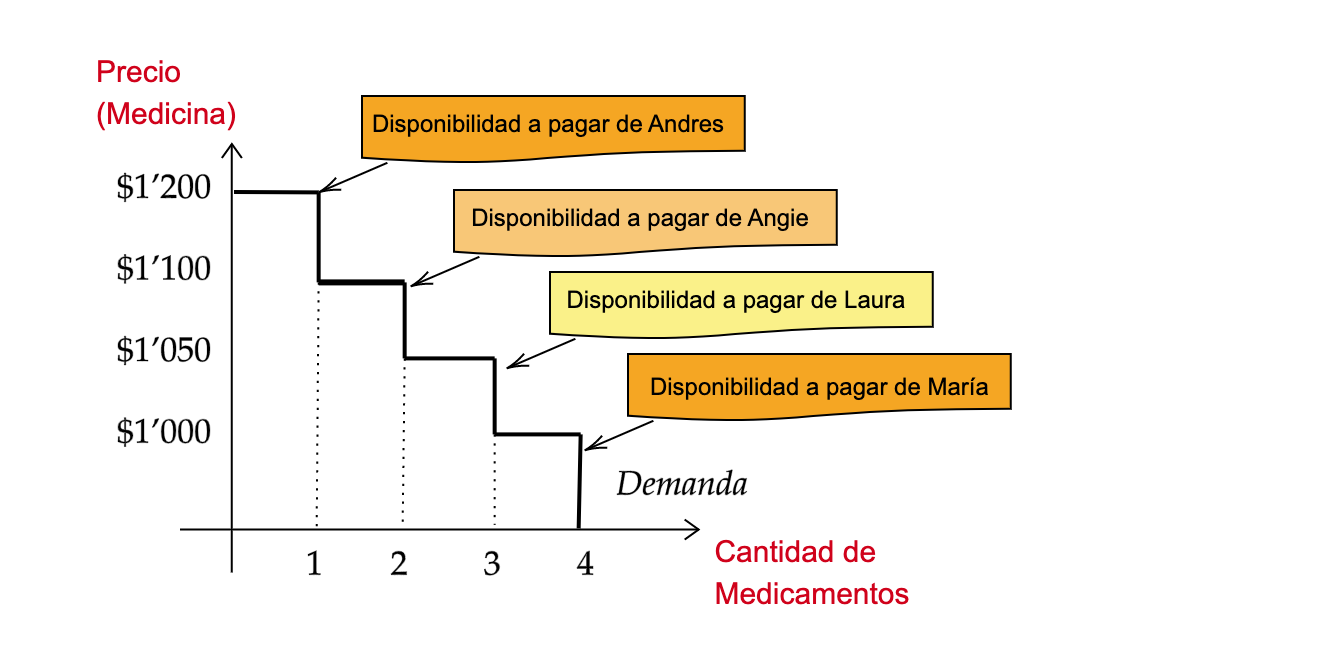 Precio
(Medicina)
Disponibilidad a pagar de Andres
$1’200
Disponibilidad a pagar de Angie
$1’100
Disponibilidad a pagar de Laura
$1’050
Disponibilidad a pagar de María
$1’000
Demanda
1 2 3 4
Cantidad de
Medicamentos